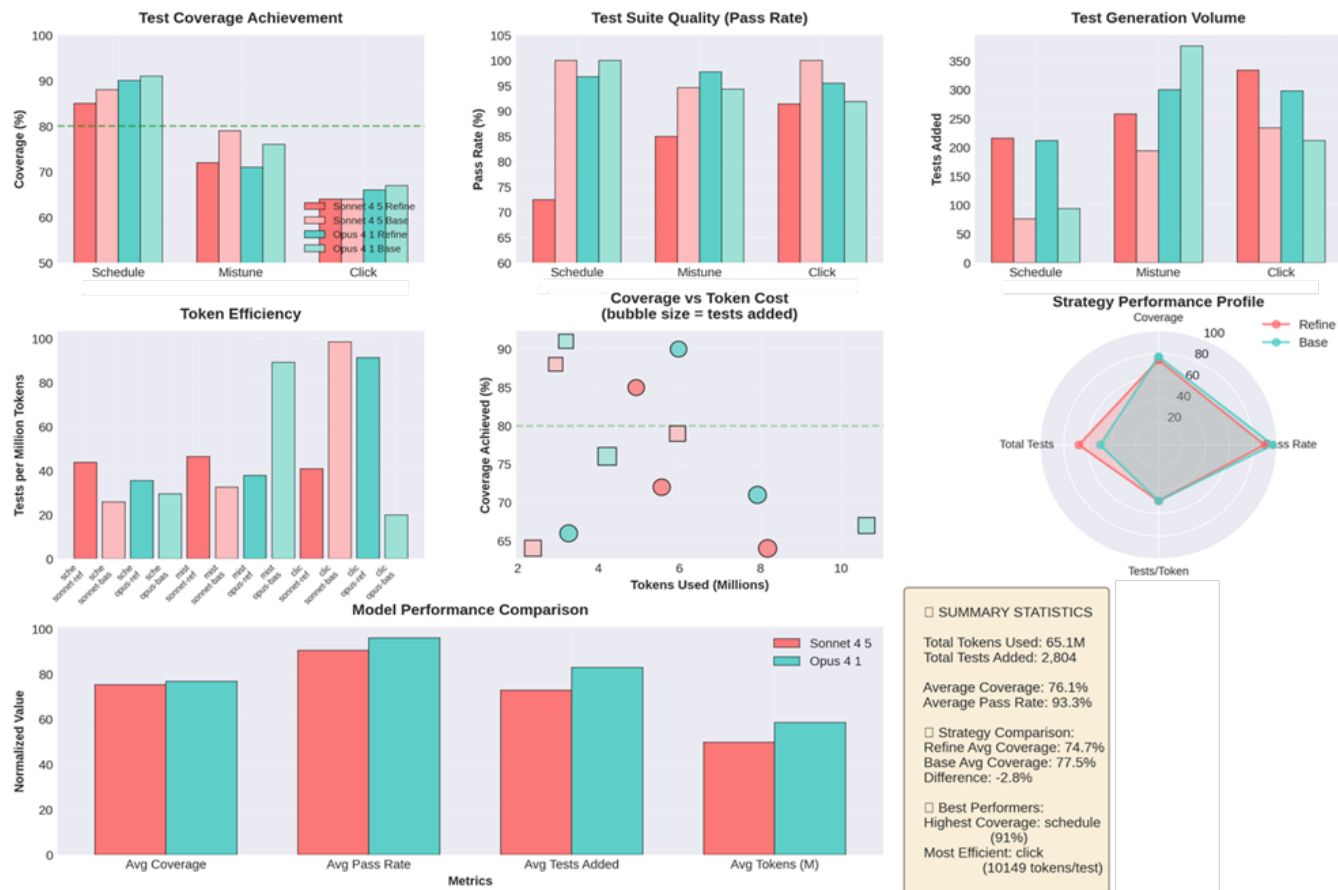 Test Coverage Achievement
100
90
80
70
60
50
Coverage (%)
Sonnet 4 5 Refine
Sonnet 4 5 Base
Opus 4 1 Refine
Opus 4 1 Base
Schedule
Mistune
Click
Test Suite Quality (Pass Rate)
105
100
95
90
85
80
75
70
65
60
Pass Rate (%)
Schedule
Mistune
Click
Test Generation Volume
350
300
250
200
150
100
50
0
Tests Added
Schedule
Mistune
Click
Token Efficiency
100
80
60
40
20
0
Tests per Million Tokens
sche
sonnet-ref
sche
sonnet-bas
sche
opus-ref
sche
opus-bas
mist
sonnet-ref
mist
sonnet-bas
mist
opus-ref
mist
opus-bas
clic
sonnet-ref
clic
sonnet-bas
clic
opus-ref
clic
opus-bas
Coverage vs Token Cost
(bubble size = tests added)
90
85
80
75
70
65
Coverage Achieved (%)
2
4
6
8
10
Tokens Used (Millions)
Strategy Performance Profile
Coverage
100
80
60
40
20
Refine
Base
Total Tests
ss Rate
Tests/Token
Model Performance Comparison
100
80
60
40
20
0
Normalized Value
Sonnet 4 5
Opus 4 1
Avg Coverage
Avg Pass Rate
Avg Tests Added
Avg Tokens (M)
Metrics
SUMMARY STATISTICS
Total Tokens Used: 65.1M
Total Tests Added: 2,804
Average Coverage: 76.1%
Average Pass Rate: 93.3%
Strategy Comparison:
Refine Avg Coverage: 74.7%
Base Avg Coverage: 77.5%
Difference: -2.8%
Best Performers:
Highest Coverage: schedule
(91%)
Most Efficient: click
(10149 tokens/test)